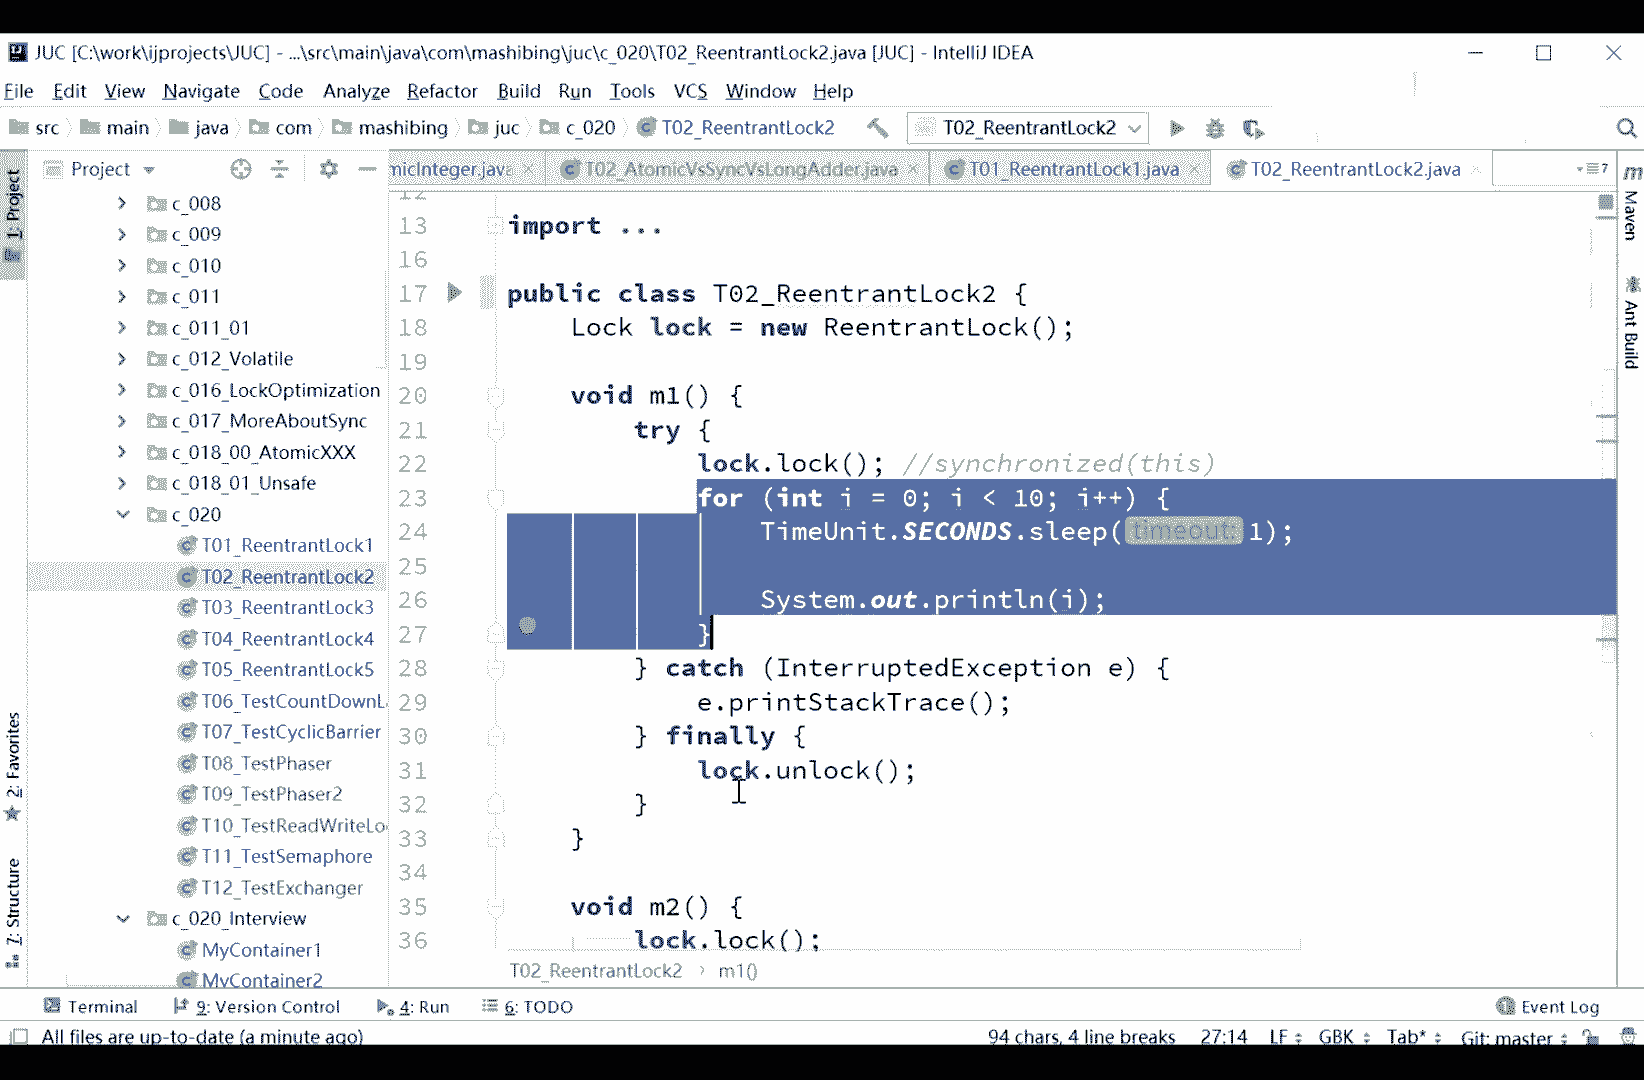 JUC [C:\work\ijprojects\JUC] - ...\src\main\java\com\mashibing\juc\c_020\T02_ReentrantLock2.java [JUC] - IntelliJ IDEA
File Edit View Navigate Code Analyze Refactor Build Run Tools VCS Window Help
src main java com mashibing juc c_020 T02_ReentrantLock2 T02_ReentrantLock2
Project micInteger.java T02_AtomicVsSyncVsLongAdder.java T01_ReentrantLock1.java T02_ReentrantLock2.java 7
1: Project
2: Favorites
7: Structure
c_008
c_009
c_010
c_011
c_011_01
c_012_Volatile
c_016_LockOptimization
c_017_MoreAboutSync
c_018_00_AtomicXXX
c_018_01_Unsafe
c_020
T01_ReentrantLock1
T02_ReentrantLock2
T03_ReentrantLock3
T04_ReentrantLock4
T05_ReentrantLock5
T06_TestCountDownL
T07_TestCyclicBarrier
T08_TestPhaser
T09_TestPhaser2
T10_TestReadWriteLo
T11_TestSemaphore
T12_TestExchanger
c_020_Interview
MyContainer1
MyContainer2
12
13 import ...
16
17 public class T02_ReentrantLock2 {
18 Lock lock = new ReentrantLock();
19
20 void m1() {
21 try {
22 lock.lock(); //synchronized(this)
23 for (int i = 0; i < 10; i++) {
24 TimeUnit.SECONDS.sleep( timeout: 1);
25
26 System.out.println(i);
27 }
28 } catch (InterruptedException e) {
29 e.printStackTrace();
30 } finally {
31 lock.unlock();
32 }
33 }
34
35 void m2() {
36 lock.lock();
T02_ReentrantLock2 › m1()
m Maven
Ant Build
Terminal 9: Version Control 4: Run 6: TODO 1 Event Log
All files are up-to-date (a minute ago) 94 chars, 4 line breaks 27:14 LF GBK Tab* Git: master